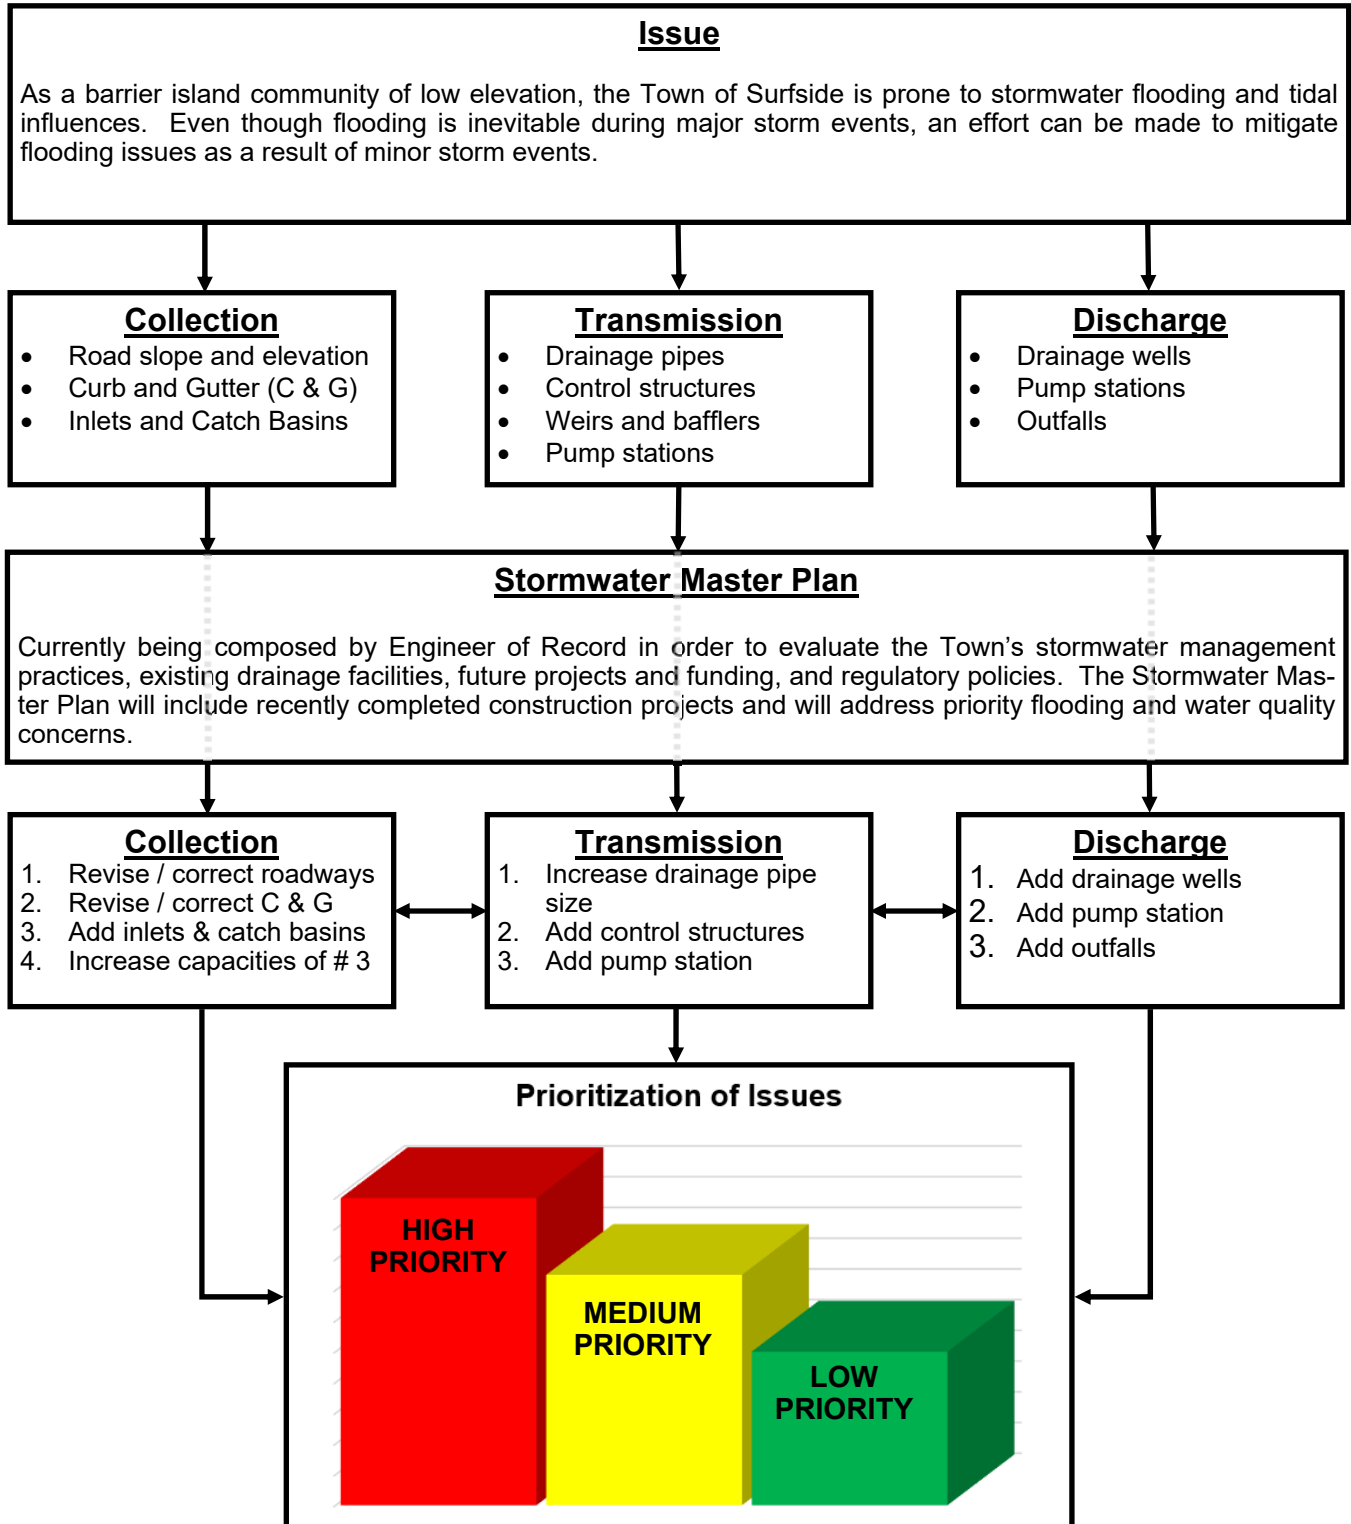 Issue
As a barrier island community of low elevation, the Town of Surfside is prone to stormwater flooding and tidal
influences. Even though flooding is inevitable during major storm events, an effort can be made to mitigate
flooding issues as a result of minor storm events.
Collection
• Road slope and elevation
• Curb and Gutter (C & G)
• Inlets and Catch Basins
Transmission
• Drainage pipes
• Control structures
• Weirs and bafflers
• Pump stations
Discharge
• Drainage wells
• Pump stations
• Outfalls
Stormwater Master Plan
Currently being composed by Engineer of Record in order to evaluate the Town's stormwater management
practices, existing drainage facilities, future projects and funding, and regulatory policies. The Stormwater Mas-
ter Plan will include recently completed construction projects and will address priority flooding and water quality
concerns.
Collection
1. Revise / correct roadways
2. Revise / correct C & G
3. Add inlets & catch basins
4. Increase capacities of # 3
Transmission
1. Increase drainage pipe
size
2. Add control structures
3. Add pump station
Discharge
1. Add drainage wells
2. Add pump station
3. Add outfalls
Prioritization of Issues
HIGH
PRIORITY
MEDIUM
PRIORITY
LOW
PRIORITY